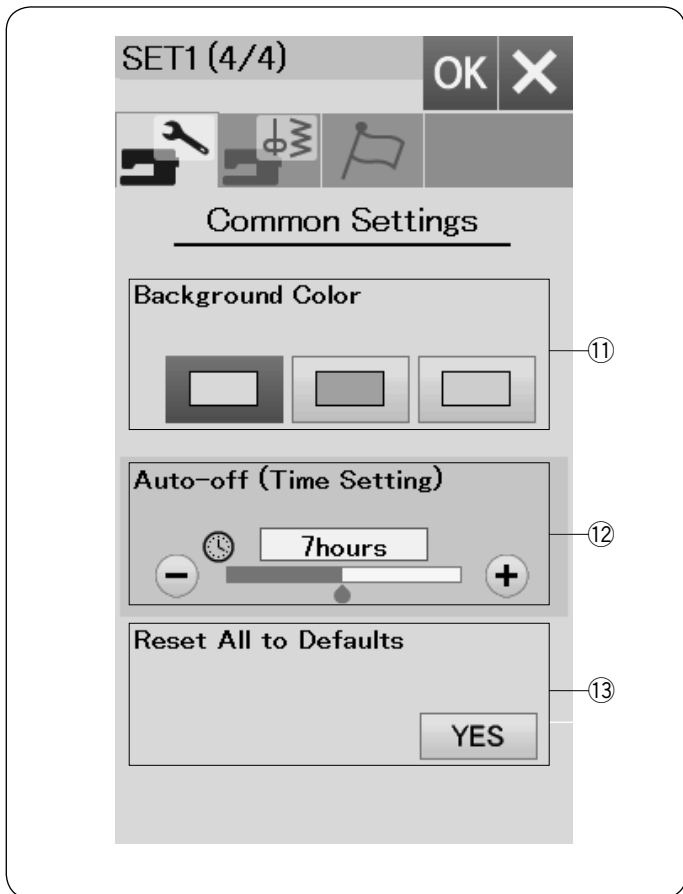 SET1 (4/4)
OK
Common Settings
Background Color
⑪
Auto-off (Time Setting)
7hours
⑫
Reset All to Defaults
YES
⑬